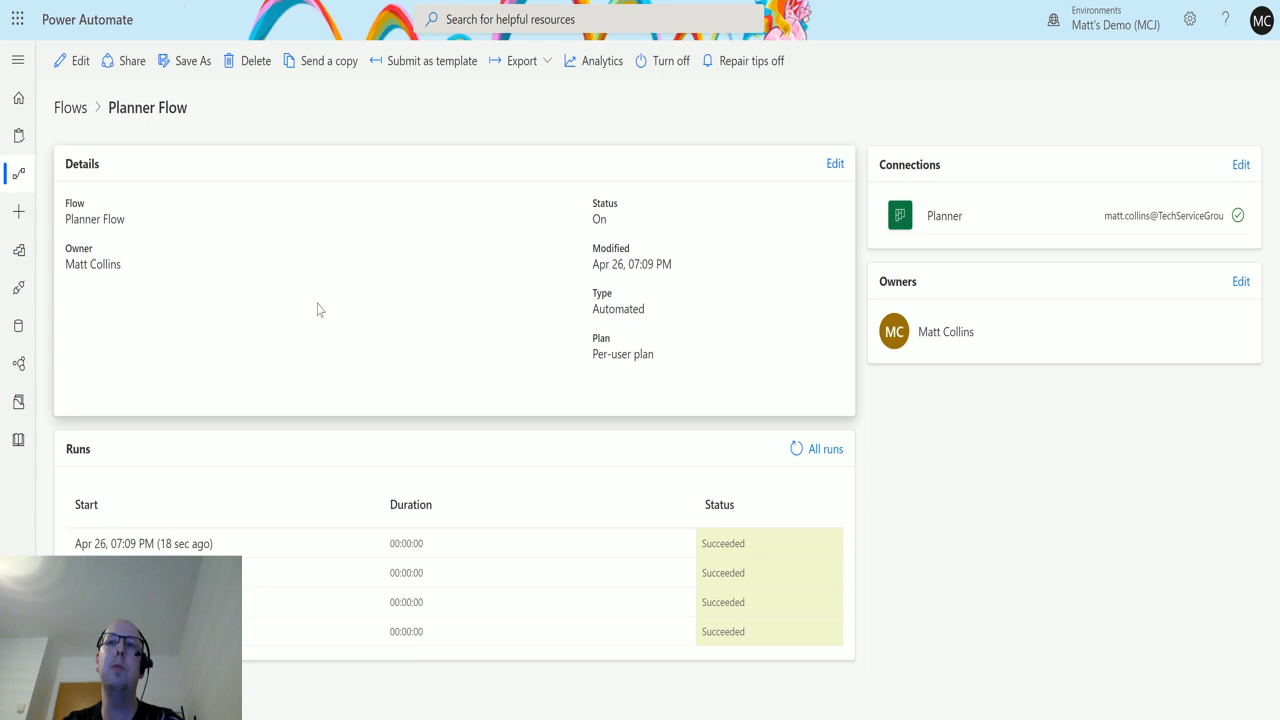 Power Automate
Search for helpful resources
Environments
Matt's Demo (MCJ)
MC
Edit
Share
Save As
Delete
Send a copy
Submit as template
Export
Analytics
Turn off
Repair tips off
Flows > Planner Flow
Details
Edit
Flow
Planner Flow
Owner
Matt Collins
Status
On
Modified
Apr 26, 07:09 PM
Type
Automated
Plan
Per-user plan
Connections
Edit
Planner
matt.collins@TechServiceGrou
Owners
Edit
MC
Matt Collins
Runs
All runs
Start Duration Status
Apr 26, 07:09 PM (18 sec ago) 00:00:00 Succeeded
00:00:00 Succeeded
00:00:00 Succeeded
00:00:00 Succeeded